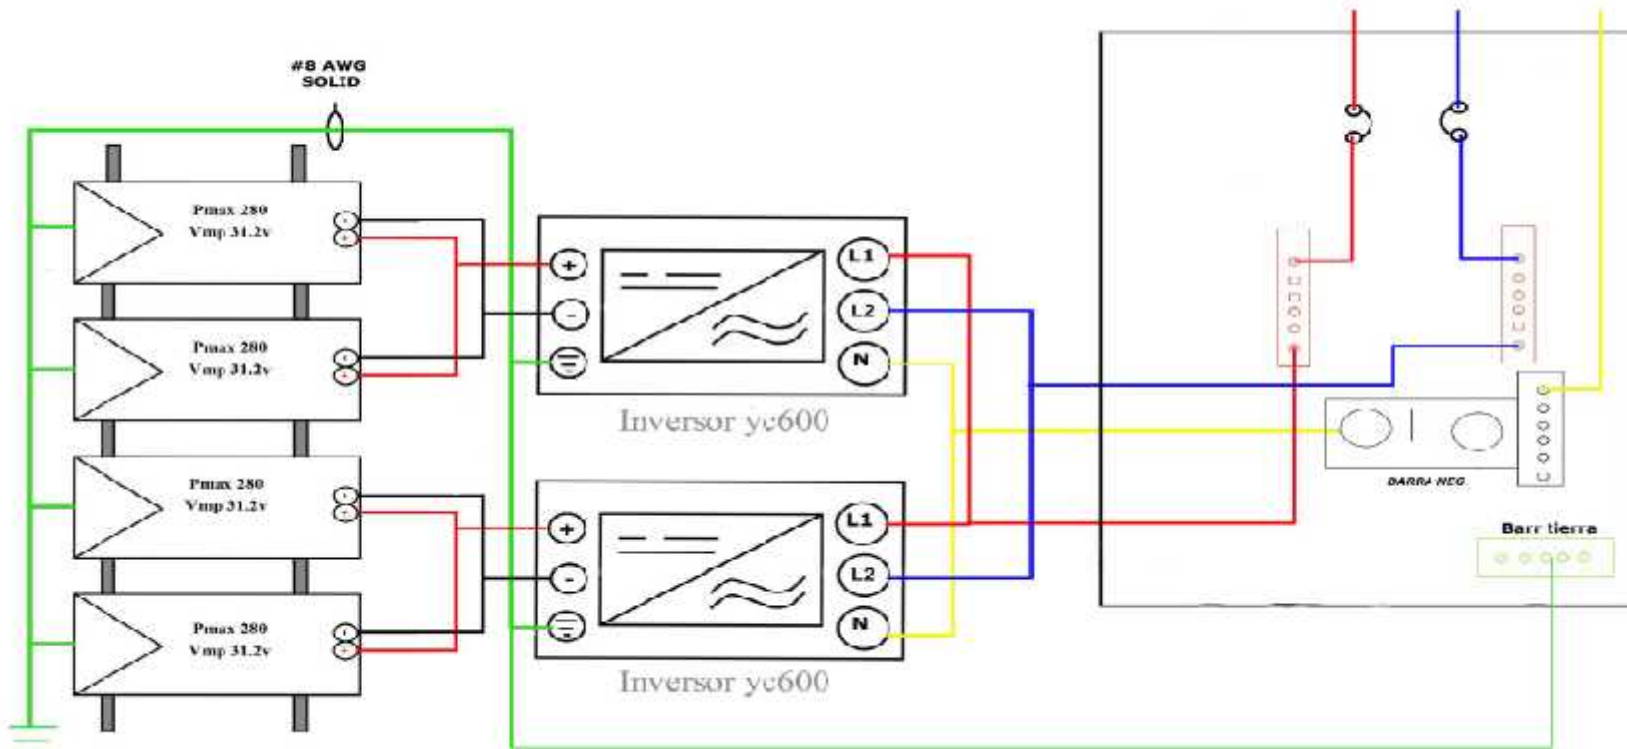 #8 AWG
SOLID
Pmax 280
Vmp 31.2v
Pmax 280
Vmp 31.2v
Pmax 280
Vmp 31.2v
Pmax 280
Vmp 31.2v
+
-
L1
L2
N
Inversor yc600
+
-
L1
L2
N
Inversor yc600
BARRA NEG
Barr tierra